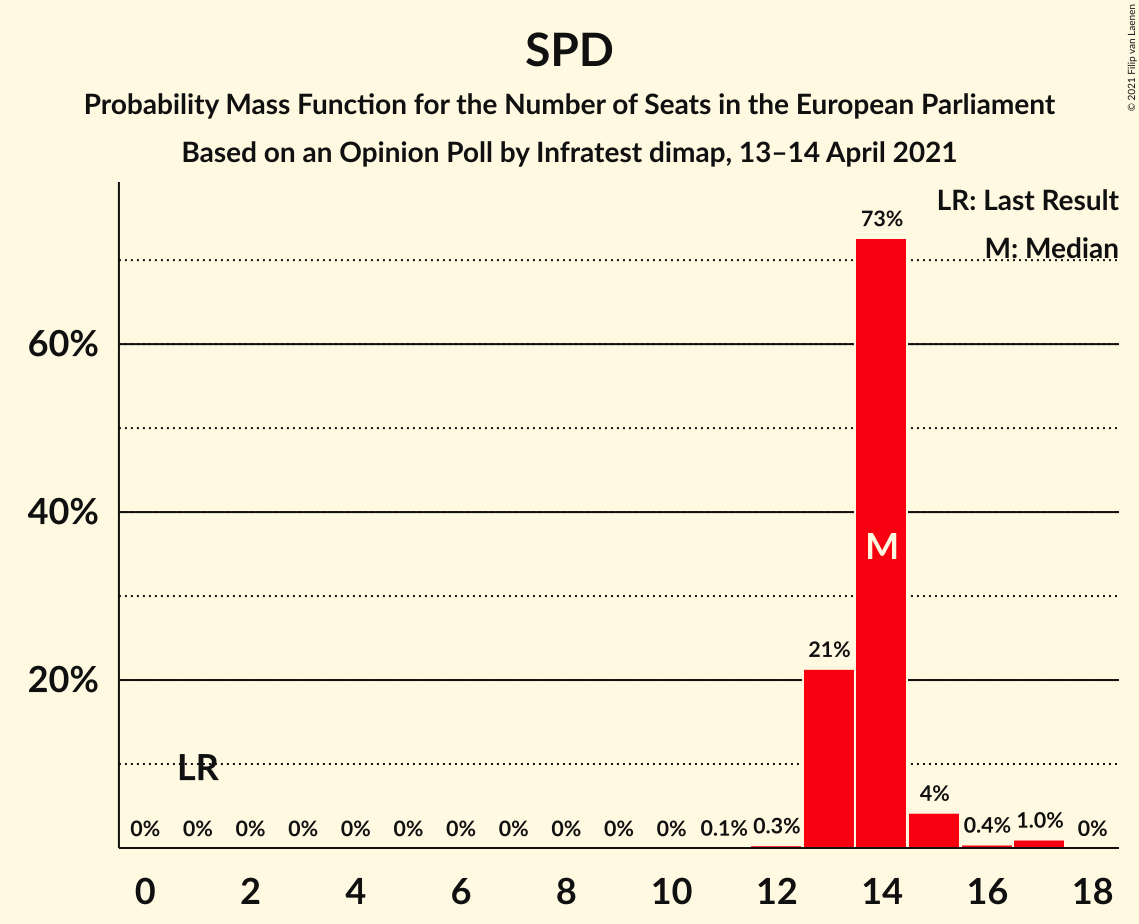 SPD
Probability Mass Function for the Number of Seats in the European Parliament
Based on an Opinion Poll by Infratest dimap, 13–14 April 2021
© 2021 Filip van Laenen
LR: Last Result
M: Median
73%
60%
40%
M
21%
20%
LR
4%
0% 0% 0% 0% 0% 0% 0% 0% 0% 0% 0% 0.1% 0.3% 0.4% 1.0% 0%
0 2 4 6 8 10 12 14 16 18